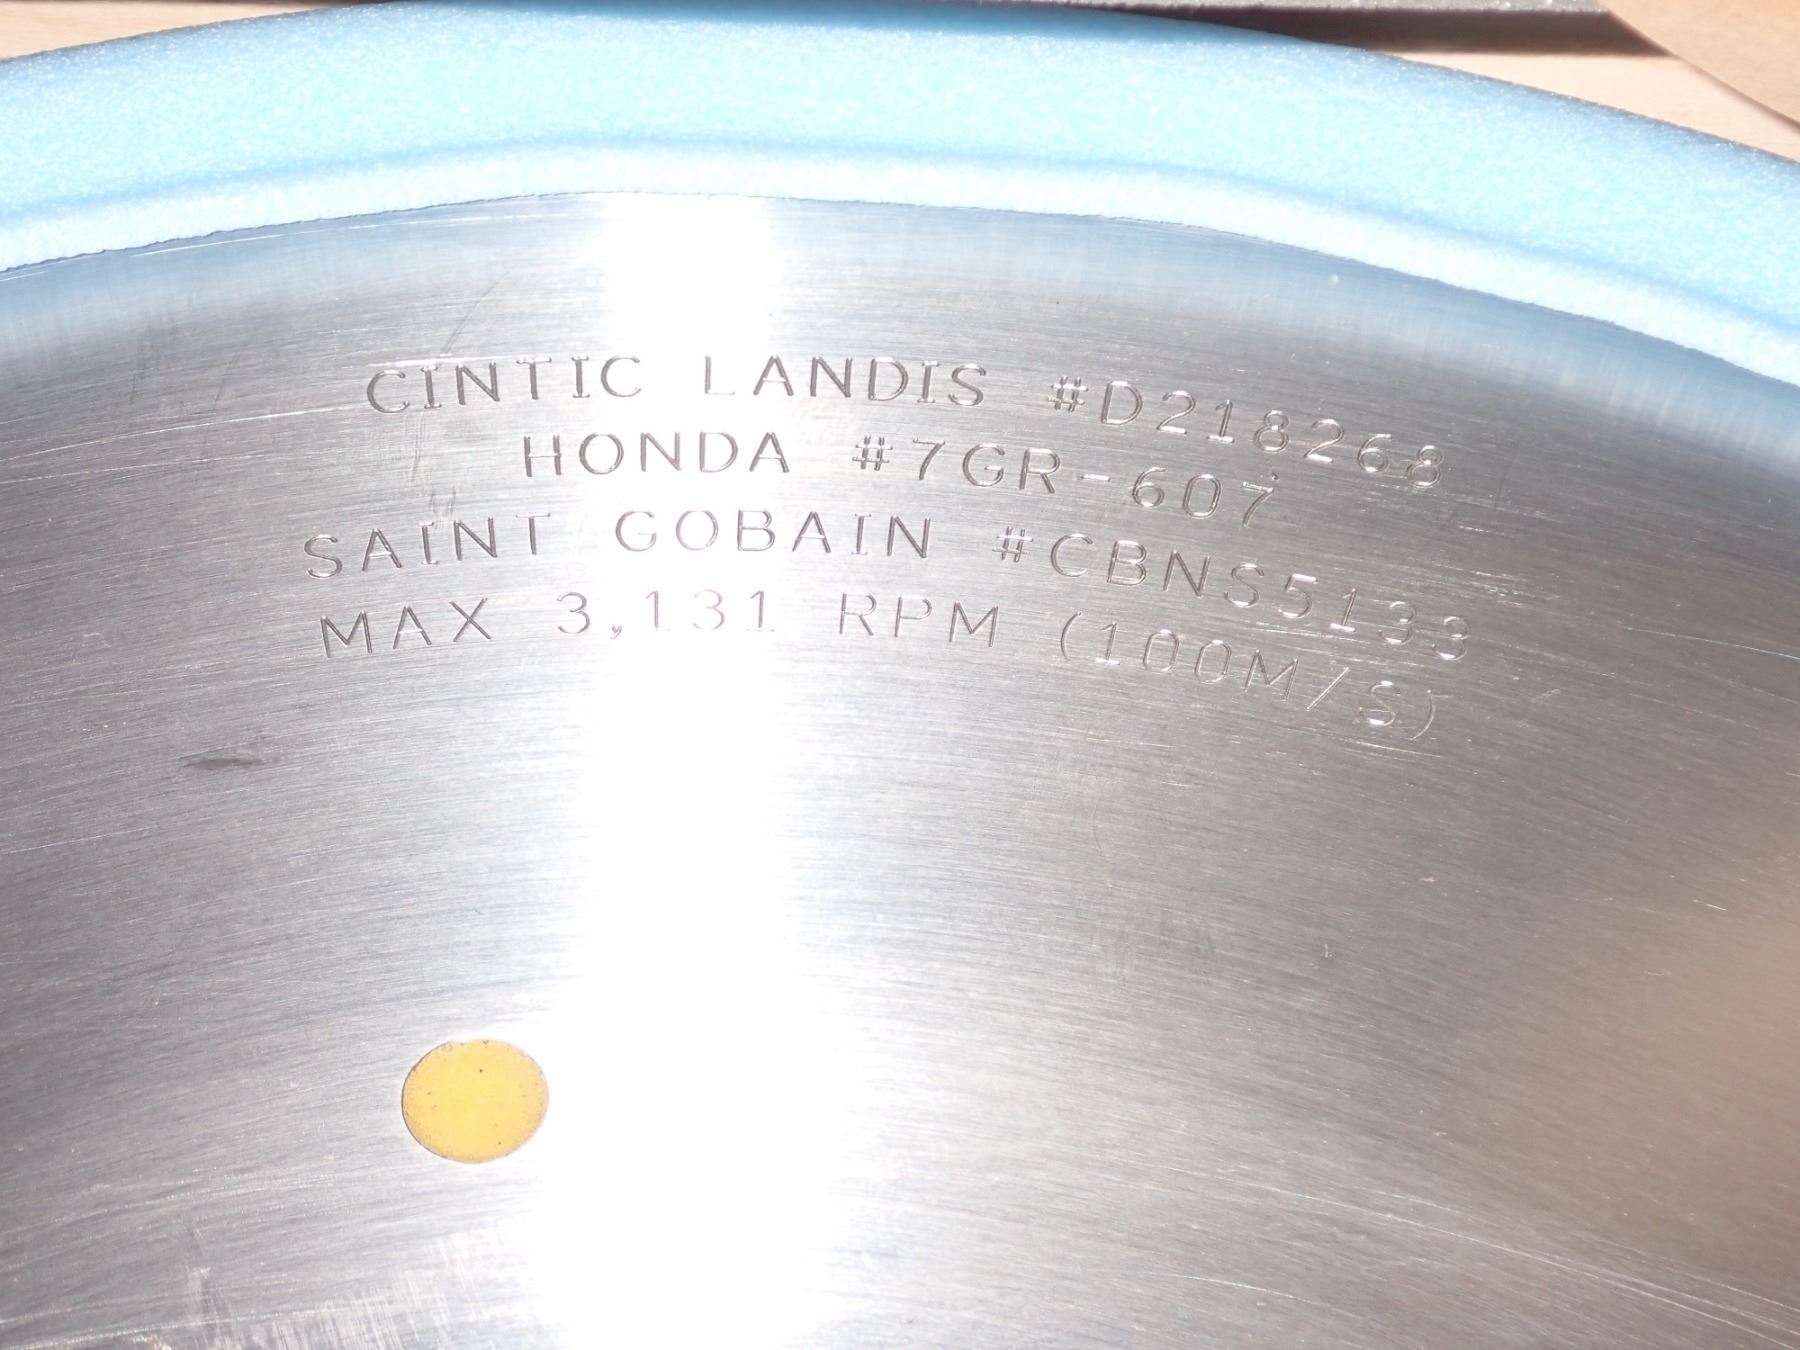 CINTIC LANDIS #D218268
HONDA #7GR-607
SAINT GOBAIN #CBNS5133
MAX 3,131 RPM (100M/S)